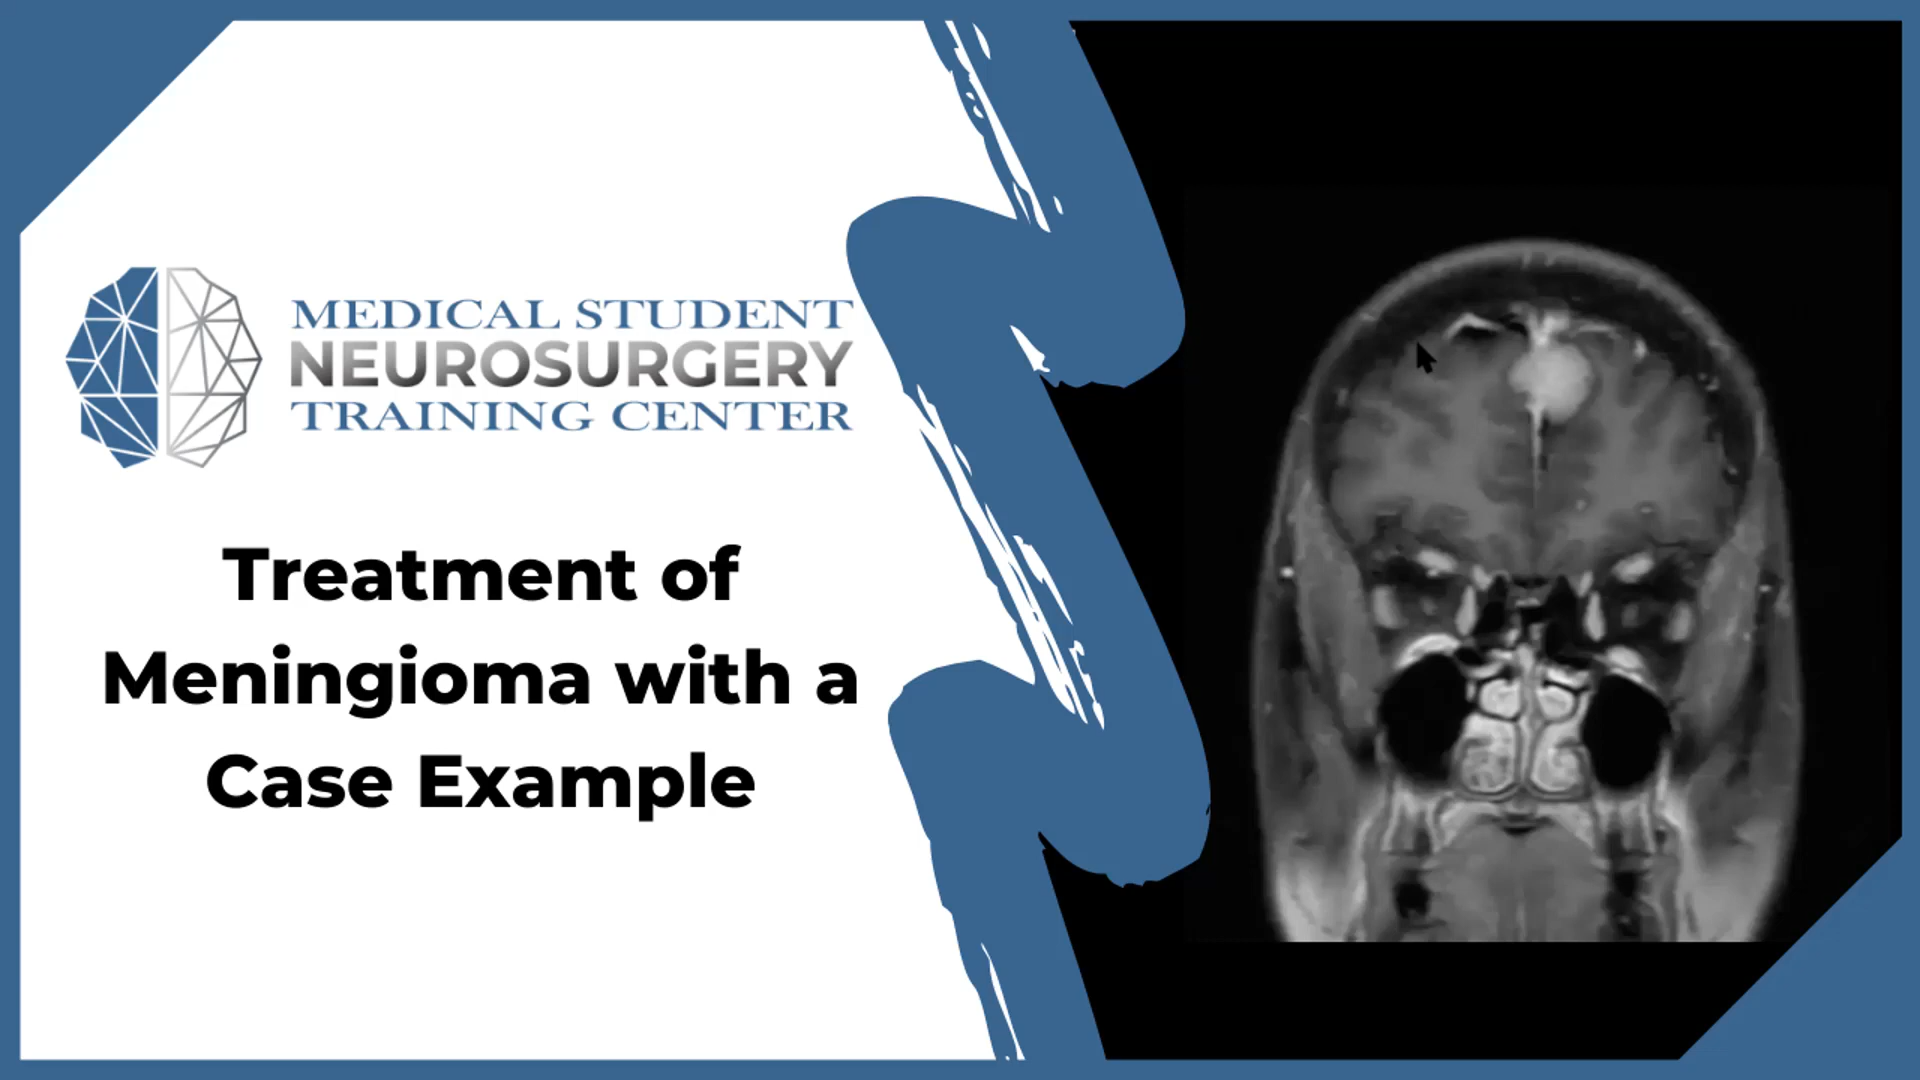 MEDICAL STUDENT
NEUROSURGERY
TRAINING CENTER
Treatment of
Meningioma with a
Case Example